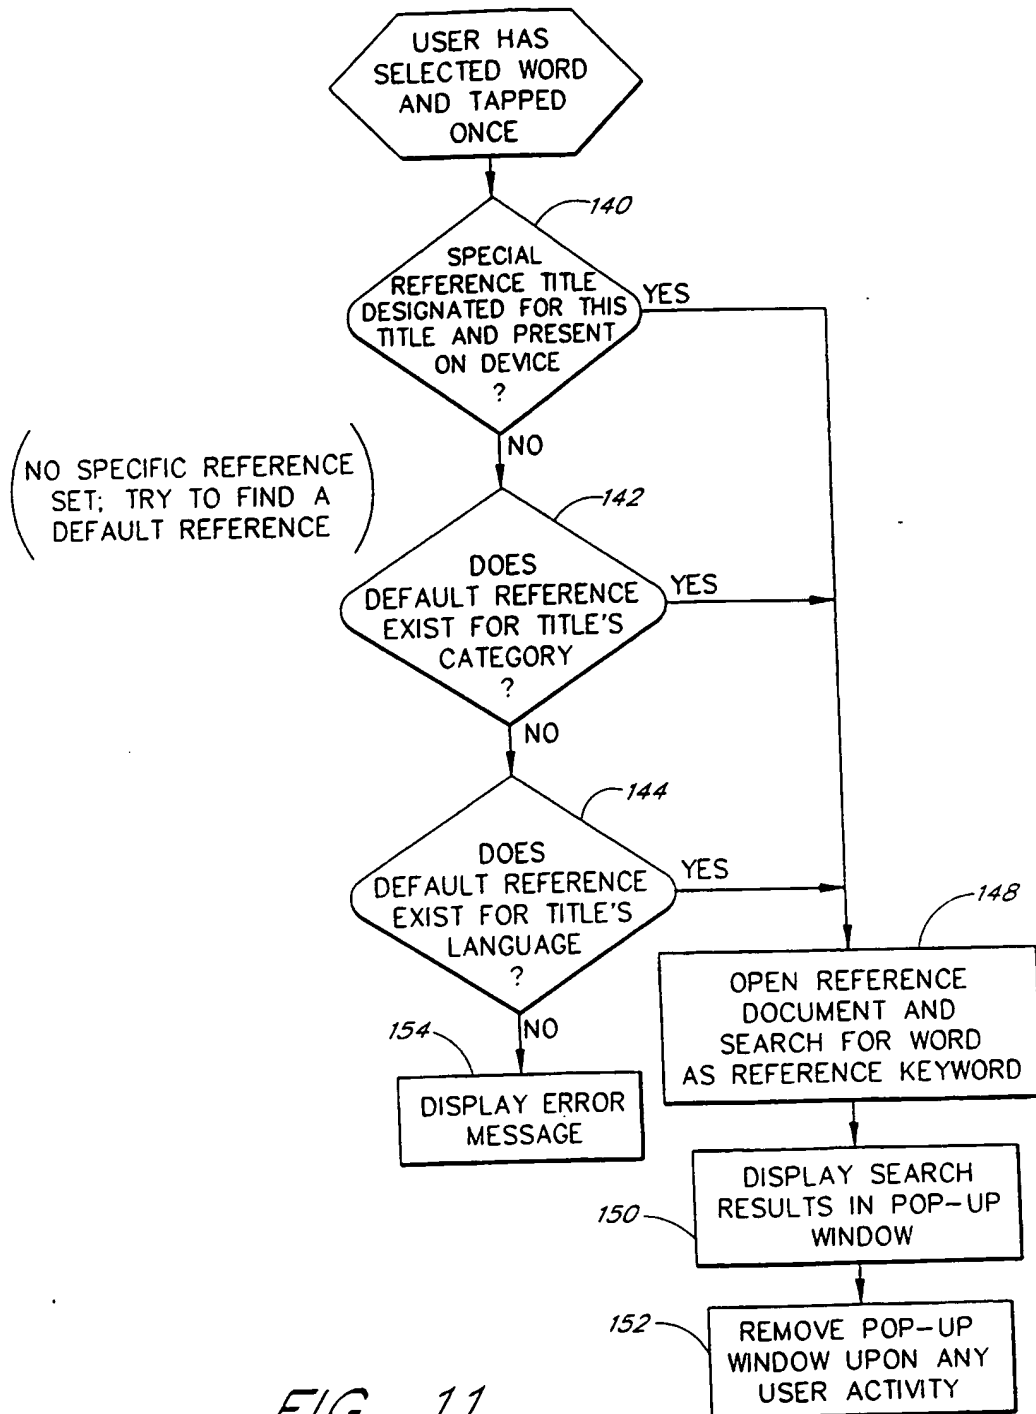 USER HAS
SELECTED WORD
AND TAPPED
ONCE
140
SPECIAL
REFERENCE TITLE
DESIGNATED FOR THIS
TITLE AND PRESENT
ON DEVICE
?
YES
NO
(NO SPECIFIC REFERENCE
SET; TRY TO FIND A
DEFAULT REFERENCE)
142
DOES
DEFAULT REFERENCE
EXIST FOR TITLE'S
CATEGORY
?
YES
NO
144
DOES
DEFAULT REFERENCE
EXIST FOR TITLE'S
LANGUAGE
?
YES
NO
148
OPEN REFERENCE
DOCUMENT AND
SEARCH FOR WORD
AS REFERENCE KEYWORD
154
DISPLAY ERROR
MESSAGE
150
DISPLAY SEARCH
RESULTS IN POP-UP
WINDOW
152
REMOVE POP-UP
WINDOW UPON ANY
USER ACTIVITY
FIG. 11